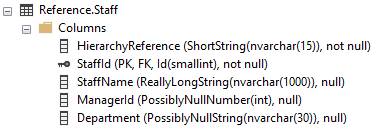 Reference.Staff
Columns
HierarchyReference (ShortString(nvarchar(15)), not null)
StaffId (PK, FK, Id(smallint), not null)
StaffName (ReallyLongString(nvarchar(1000)), null)
ManagerId (PossiblyNullNumber(int), null)
Department (PossiblyNullString(nvarchar(30)), null)